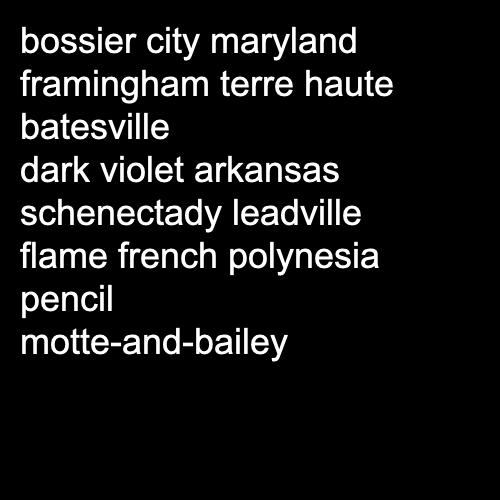 bossier city maryland
framingham terre haute
batesville
dark violet arkansas
schenectady leadville
flame french polynesia
pencil
motte-and-bailey